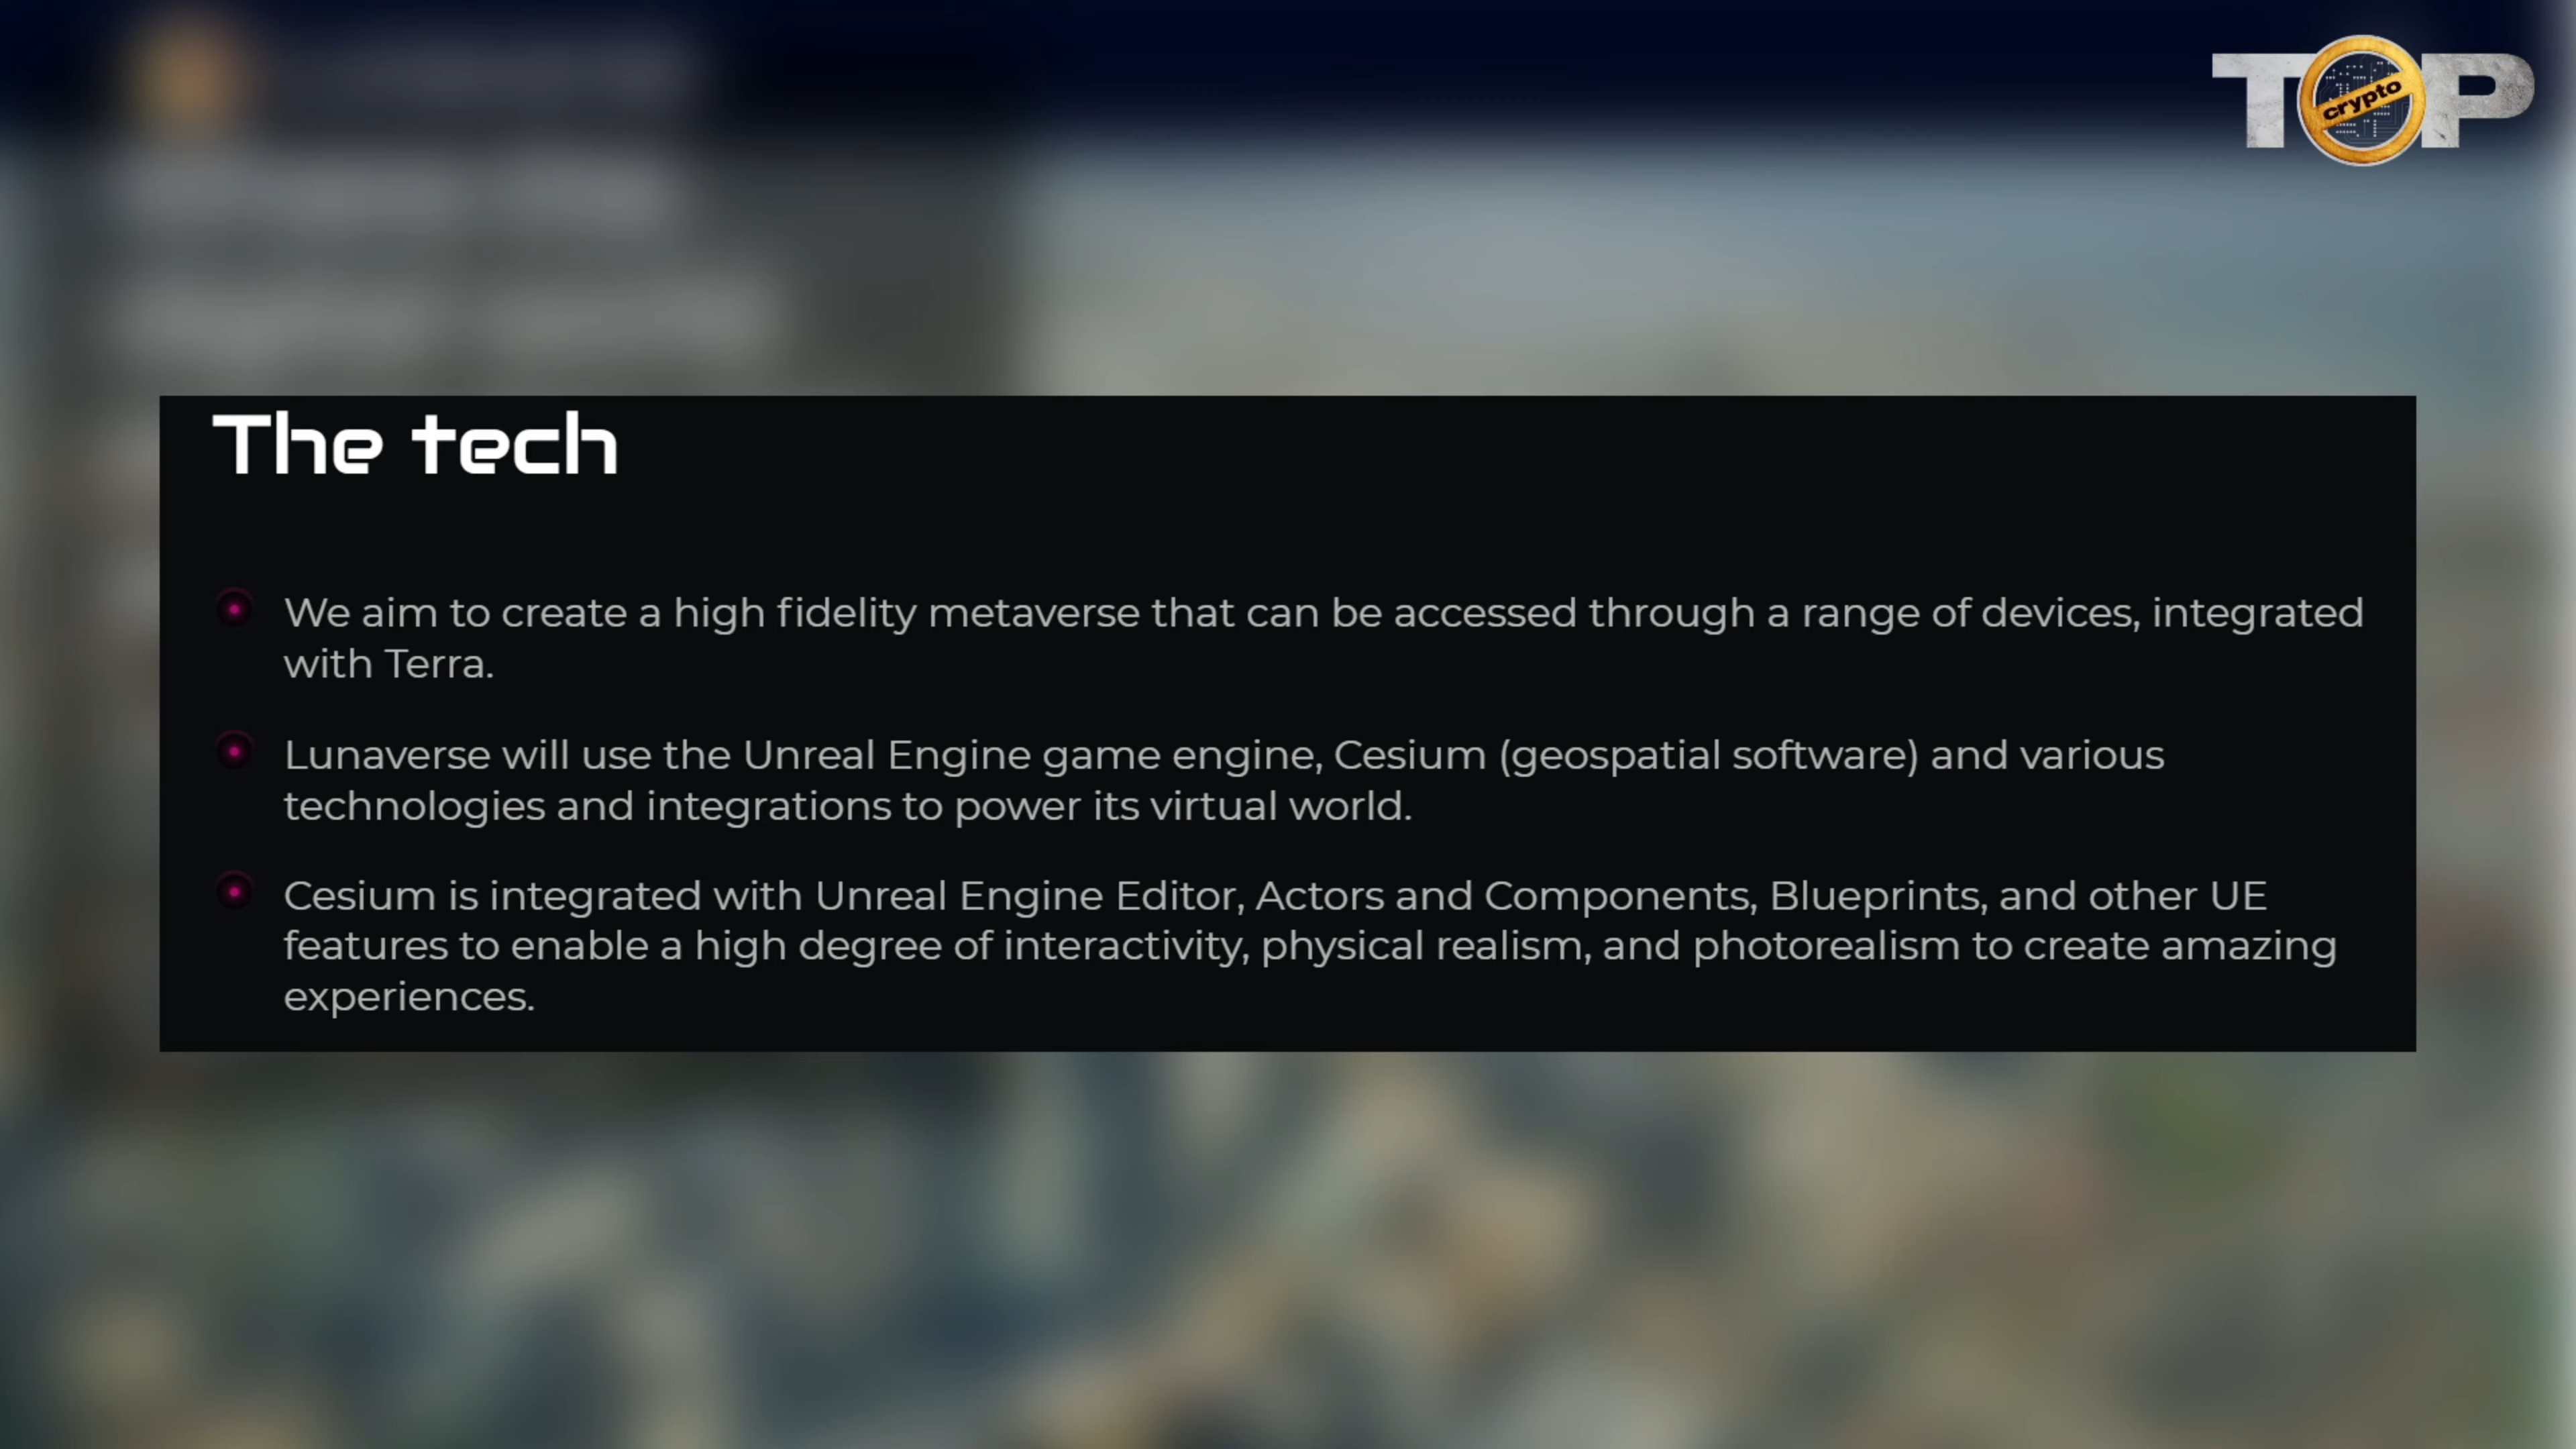 TOP
crypto
The tech
We aim to create a high fidelity metaverse that can be accessed through a range of devices, integrated
with Terra.
Lunaverse will use the Unreal Engine game engine, Cesium (geospatial software) and various
technologies and integrations to power its virtual world.
Cesium is integrated with Unreal Engine Editor, Actors and Components, Blueprints, and other UE
features to enable a high degree of interactivity, physical realism, and photorealism to create amazing
experiences.